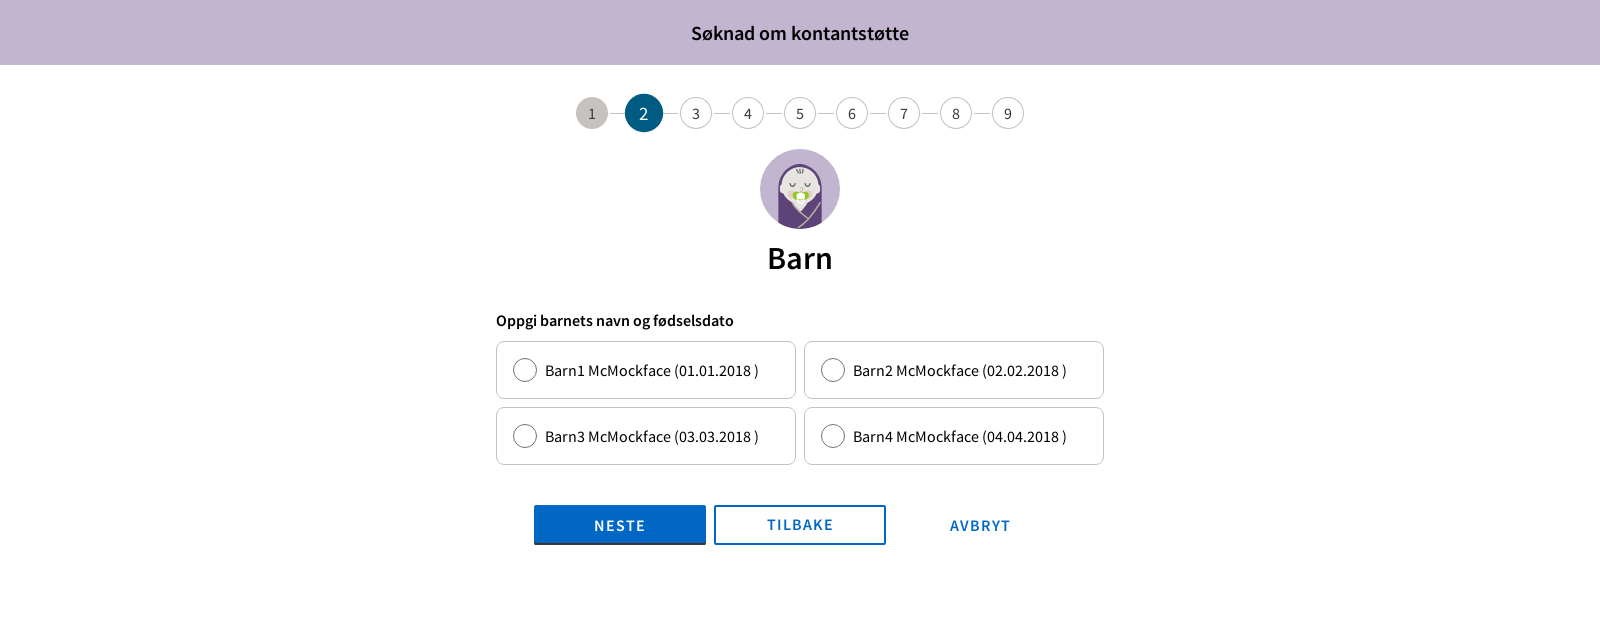 Søknad om kontantstøtte
1 2 3 4 5 6 7 8 9
Barn
Oppgi barnets navn og fødselsdato
Barn1 McMockface (01.01.2018 ) Barn2 McMockface (02.02.2018 )
Barn3 McMockface (03.03.2018 ) Barn4 McMockface (04.04.2018 )
NESTE TILBAKE AVBRYT